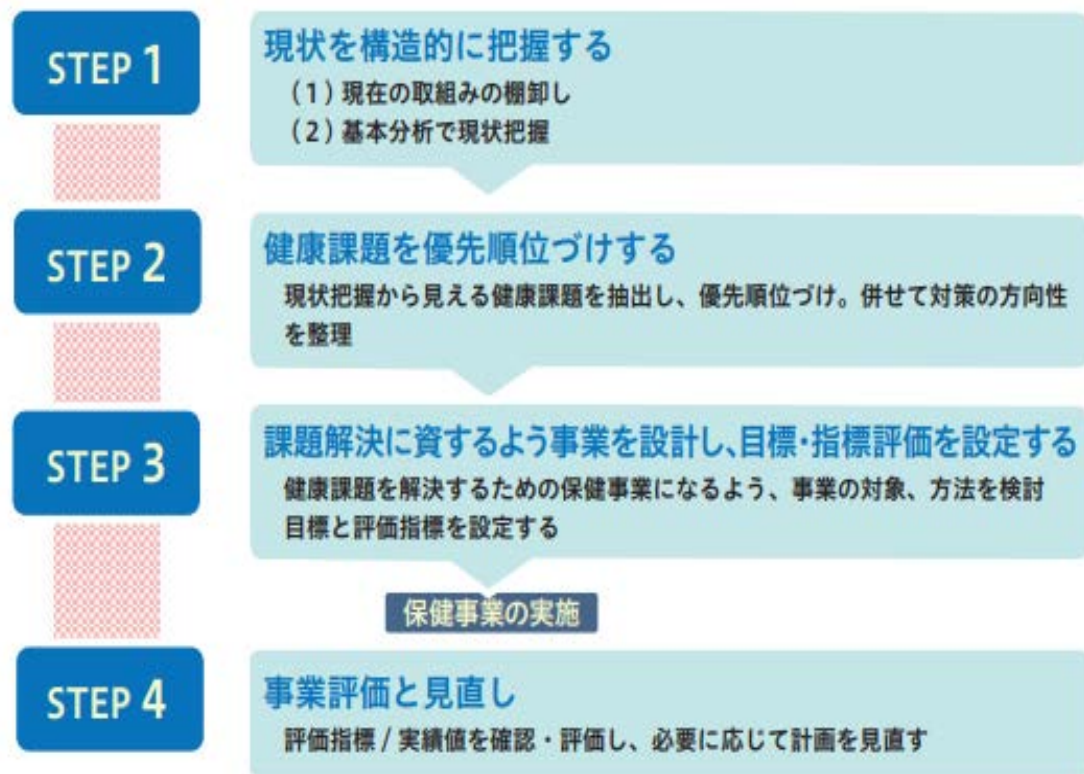 STEP 1
現状を構造的に把握する
（1）現在の取組みの棚卸し
（2）基本分析で現状把握
STEP 2
健康課題を優先順位づけする
現状把握から見える健康課題を抽出し、優先順位づけ。併せて対策の方向性
を整理
STEP 3
課題解決に資するよう事業を設計し、目標・指標評価を設定する
健康課題を解決するための保健事業になるよう、事業の対象、方法を検討
目標と評価指標を設定する
保健事業の実施
STEP 4
事業評価と見直し
評価指標 / 実績値を確認・評価し、必要に応じて計画を見直す